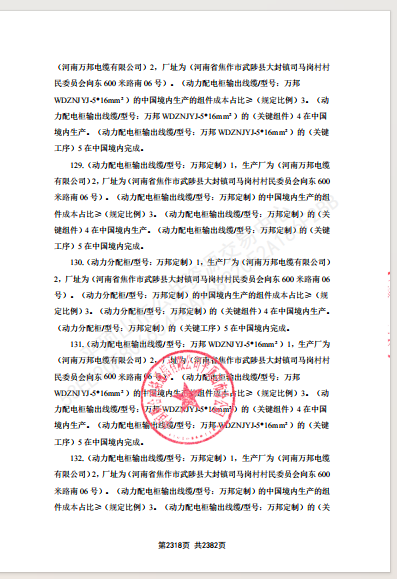 （河南万邦电缆有限公司）2，厂址为（河南省焦作市武陟县大封镇司马岗村村
民委员会向东 600 米路南 06 号）。（动力配电柜输出线缆/型号：万邦
WDZNJYJ-5*16mm²）的中国境内生产的组件成本占比≥（规定比例）3。（动
力配电柜输出线缆/型号：万邦 WDZNJYJ-5*16mm²）的（关键组件）4 在中国
境内生产。（动力配电柜输出线缆/型号：万邦 WDZNJYJ-5*16mm²）的（关键
工序）5 在中国境内完成。
129.（动力配电柜输出线缆/型号：万邦定制）1，生产厂为（河南万邦电缆
有限公司）2，厂址为（河南省焦作市武陟县大封镇司马岗村村民委员会向东 600
米路南 06 号）。（动力配电柜输出线缆/型号：万邦定制）的中国境内生产的组
件成本占比≥（规定比例）3。（动力配电柜输出线缆/型号：万邦定制）的（关
键组件）4 在中国境内生产。（动力配电柜输出线缆/型号：万邦定制）的（关键
工序）5 在中国境内完成。
130.（动力分配柜/型号：万邦定制）1，生产厂为（河南万邦电缆有限公司）
2，厂址为（河南省焦作市武陟县大封镇司马岗村村民委员会向东 600 米路南 06
号）。（动力分配柜/型号：万邦定制）的中国境内生产的组件成本占比≥（规
定比例）3。（动力分配柜/型号：万邦定制）的（关键组件）4 在中国境内生产。
（动力分配柜/型号：万邦定制）的（关键工序）5 在中国境内完成。
131.（动力配电柜输出线缆/型号：万邦 WDZNJYJ-5*16mm²）1，生产厂为
（河南万邦电缆有限公司）2，厂址为（河南省焦作市武陟县大封镇司马岗村村
民委员会向东 600 米路南 06 号）。（动力配电柜输出线缆/型号：万邦
WDZNJYJ-5*16mm²）的中国境内生产的组件成本占比≥（规定比例）3。（动
力配电柜输出线缆/型号：万邦 WDZNJYJ-5*16mm²）的（关键组件）4 在中国
境内生产。（动力配电柜输出线缆/型号：万邦 WDZNJYJ-5*16mm²）的（关键
工序）5 在中国境内完成。
132.（动力配电柜输出线缆/型号：万邦定制）1，生产厂为（河南万邦电缆
有限公司）2，厂址为（河南省焦作市武陟县大封镇司马岗村村民委员会向东 600
米路南 06 号）。（动力配电柜输出线缆/型号：万邦定制）的中国境内生产的组
件成本占比≥（规定比例）3。（动力配电柜输出线缆/型号：万邦定制）的（关
第2318页 共2382页